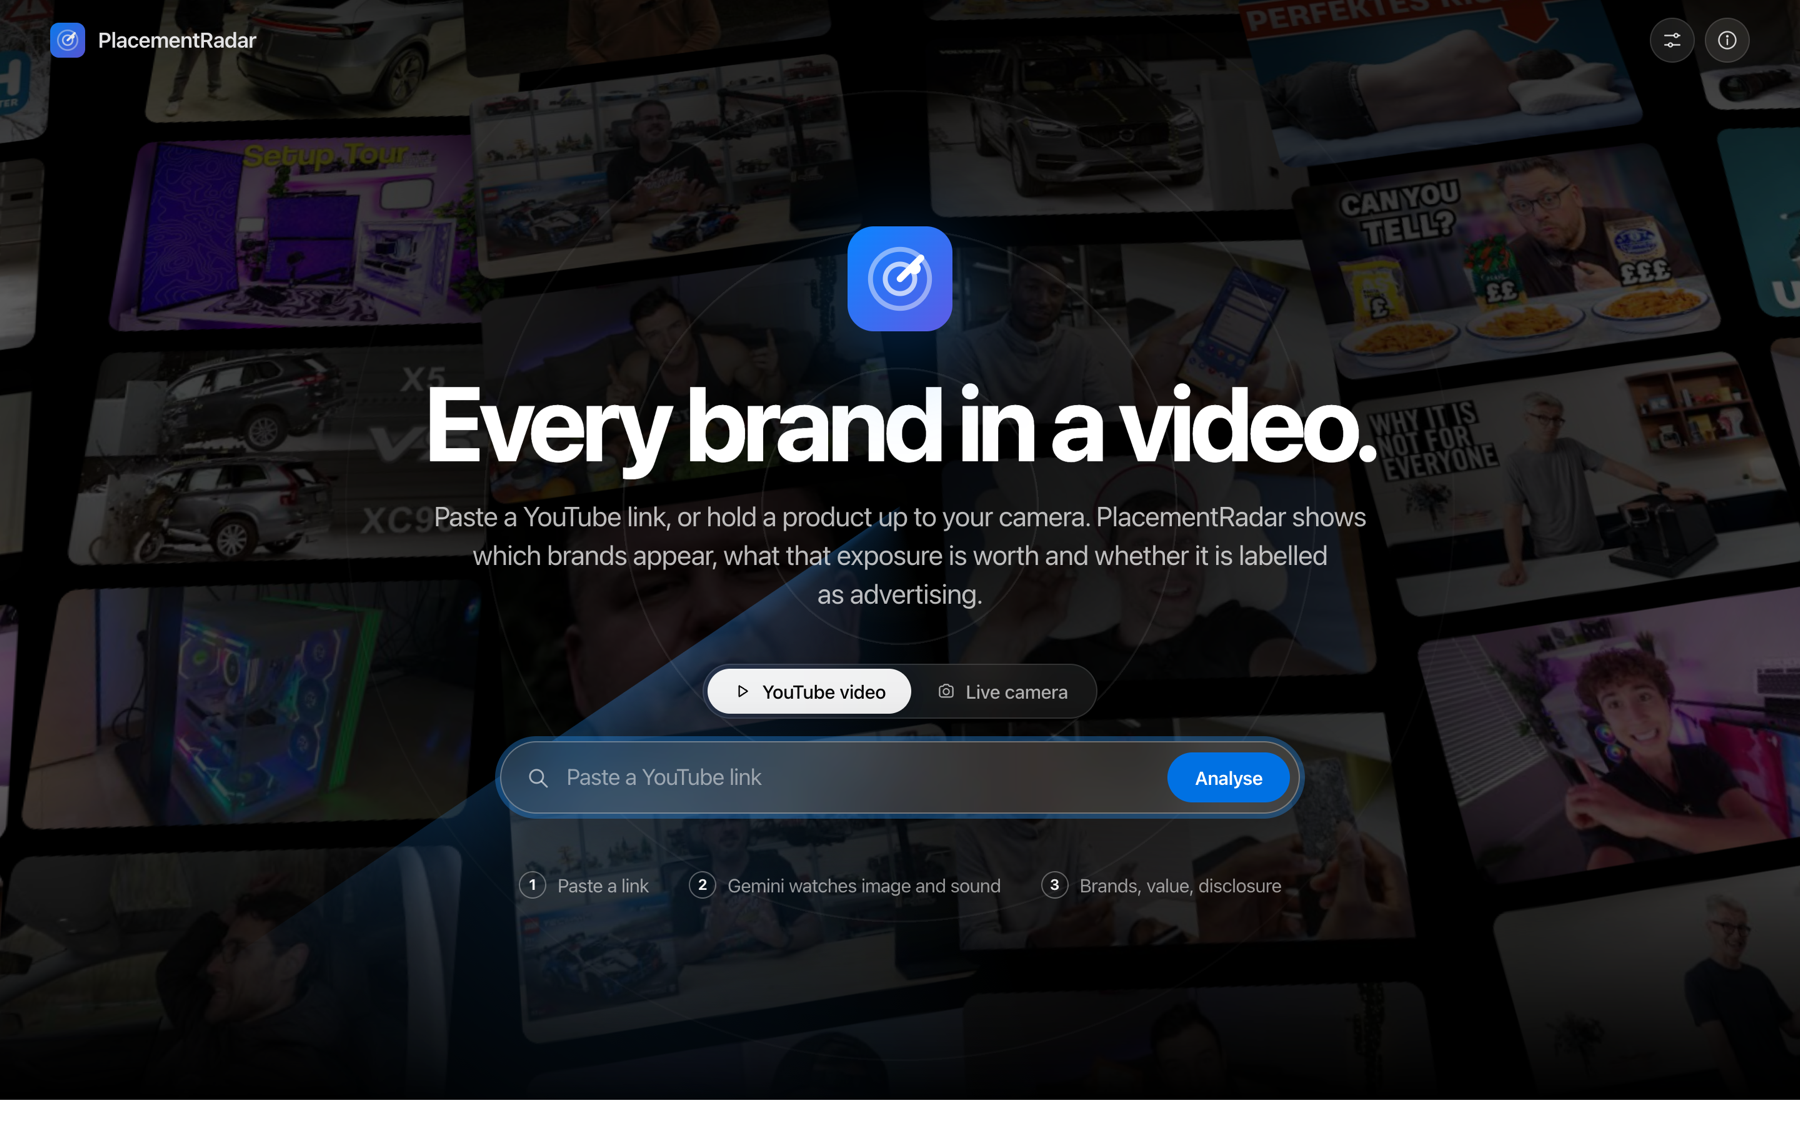 PlacementRadar
PERFEKTES
Setup Tour
CAN YOU
TELL?
£
££
£££
X5
XC9
Every brand in a video.
WHY IT IS
NOT FOR
EVERYONE
Paste a YouTube link, or hold a product up to your camera. PlacementRadar shows
which brands appear, what that exposure is worth and whether it is labelled
as advertising.
YouTube video
Live camera
Paste a YouTube link
Analyse
1 Paste a link
2 Gemini watches image and sound
3 Brands, value, disclosure